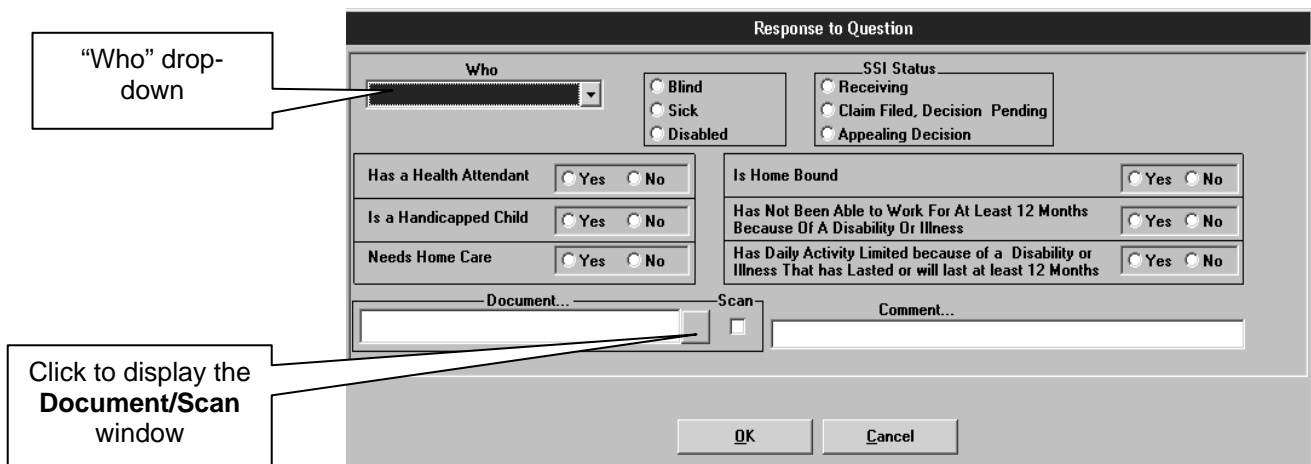 Response to Question
“Who” drop-
down
Who
Blind
Sick
Disabled
SSI Status
Receiving
Claim Filed, Decision Pending
Appealing Decision
Has a Health Attendant
Yes No
Is a Handicapped Child
Yes No
Needs Home Care
Yes No
Is Home Bound
Yes No
Has Not Been Able to Work For At Least 12 Months
Because Of A Disability Or Illness
Yes No
Has Daily Activity Limited because of a Disability or
Illness That has Lasted or will last at least 12 Months
Yes No
Document...
Scan
Comment...
Click to display the
Document/Scan
window
OK
Cancel